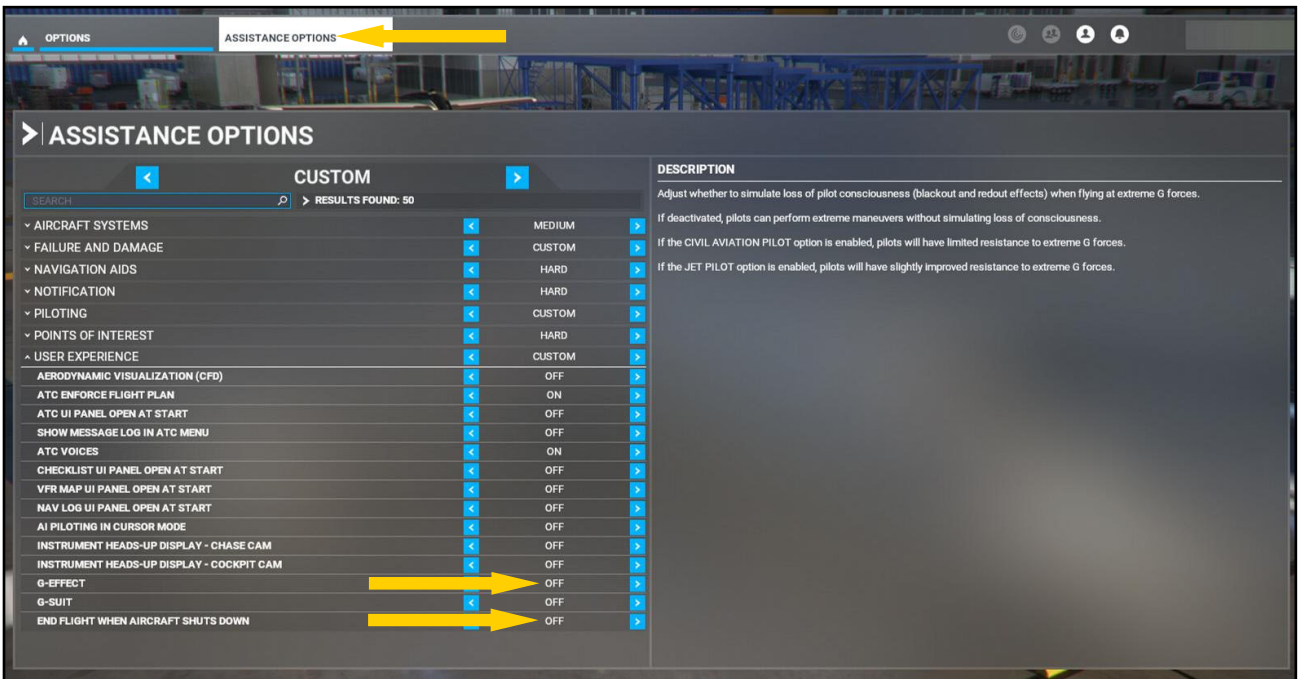 OPTIONS
ASSISTANCE OPTIONS
ASSISTANCE OPTIONS
CUSTOM
SEARCH
RESULTS FOUND: 50
AIRCRAFT SYSTEMS MEDIUM
FAILURE AND DAMAGE CUSTOM
NAVIGATION AIDS HARD
NOTIFICATION HARD
PILOTING CUSTOM
POINTS OF INTEREST HARD
USER EXPERIENCE CUSTOM
AERODYNAMIC VISUALIZATION (CFD) OFF
ATC ENFORCE FLIGHT PLAN ON
ATC UI PANEL OPEN AT START OFF
SHOW MESSAGE LOG IN ATC MENU OFF
ATC VOICES ON
CHECKLIST UI PANEL OPEN AT START OFF
VFR MAP UI PANEL OPEN AT START OFF
NAV LOG UI PANEL OPEN AT START OFF
AI PILOTING IN CURSOR MODE OFF
INSTRUMENT HEADS-UP DISPLAY - CHASE CAM OFF
INSTRUMENT HEADS-UP DISPLAY - COCKPIT CAM OFF
G-EFFECT OFF
G-SUIT OFF
END FLIGHT WHEN AIRCRAFT SHUTS DOWN OFF
DESCRIPTION
Adjust whether to simulate loss of pilot consciousness (blackout and redout effects) when flying at extreme G forces.
If deactivated, pilots can perform extreme maneuvers without simulating loss of consciousness.
If the CIVIL AVIATION PILOT option is enabled, pilots will have limited resistance to extreme G forces.
If the JET PILOT option is enabled, pilots will have slightly improved resistance to extreme G forces.